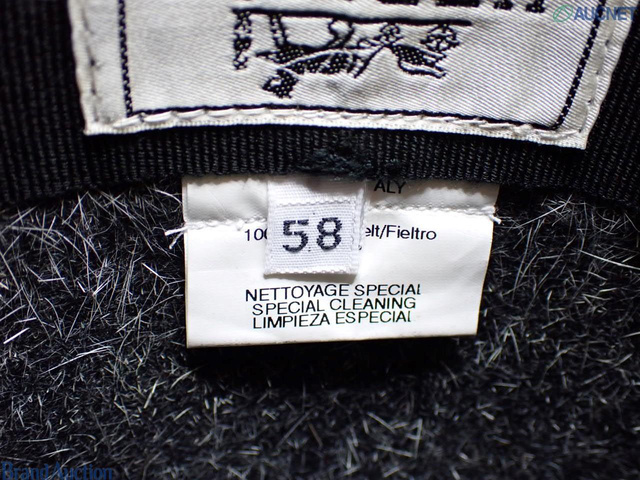 AUCNET
ALY
100
58
elt/Fieltro
NETTOYAGE SPECIAL
SPECIAL CLEANING
LIMPIEZA ESPECIAL
Brand Auction